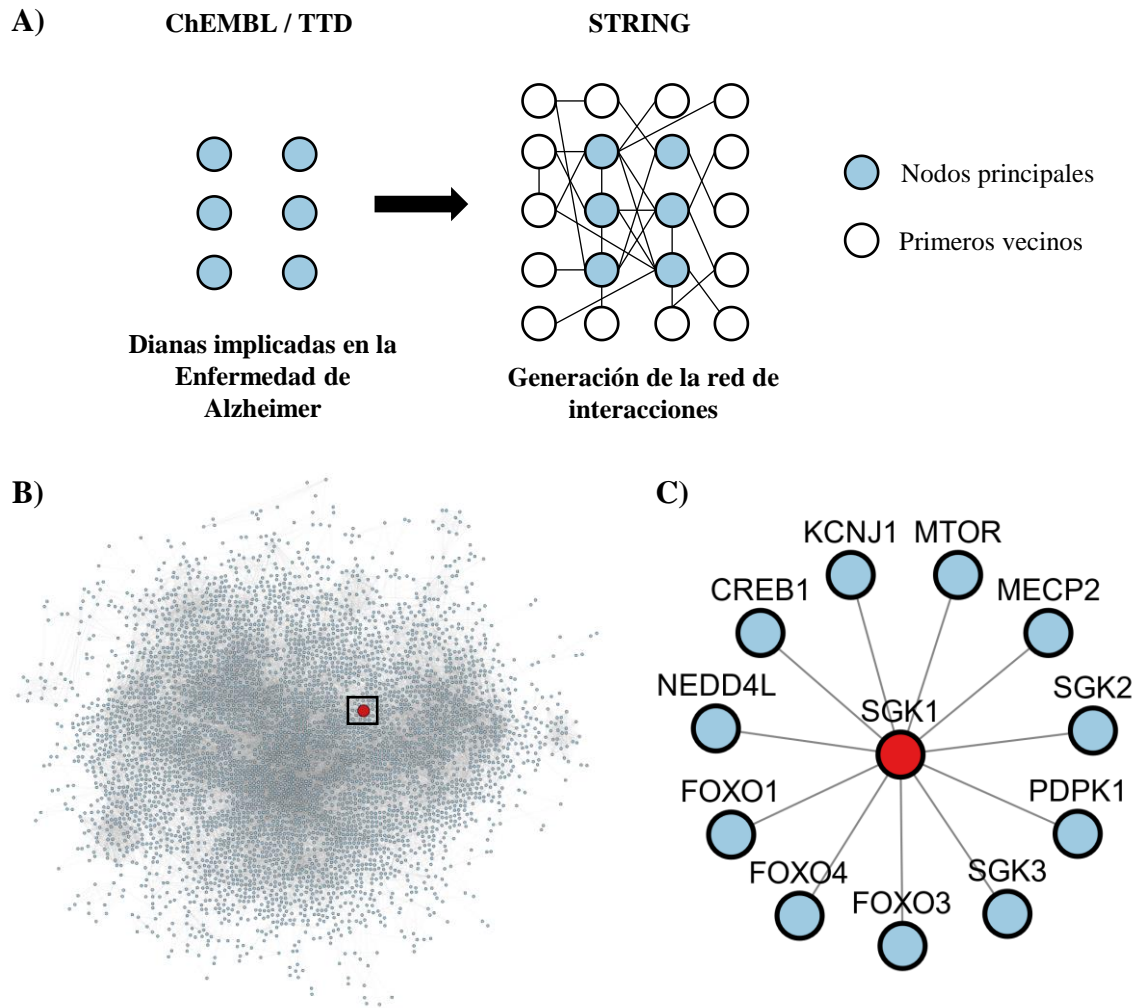 A)
ChEMBL / TTD
STRING
Nodos principales
Primeros vecinos
Dianas implicadas en la
Enfermedad de
Alzheimer
Generación de la red de
interacciones
B)
C)
KCNJ1
MTOR
CREB1
MECP2
NEDD4L
SGK2
SGK1
FOXO1
PDPK1
FOXO4
SGK3
FOXO3